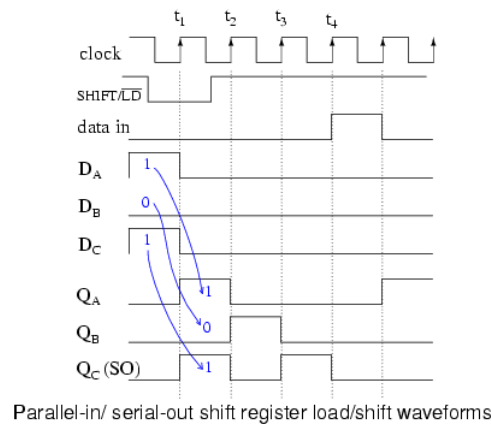 t1 t2 t3 t4
clock
SHIFT/LD
data in
DA 1
DB 0
DC 1
QA 1
QB 0
QC (SO) 1
Parallel-in/ serial-out shift register load/shift waveforms